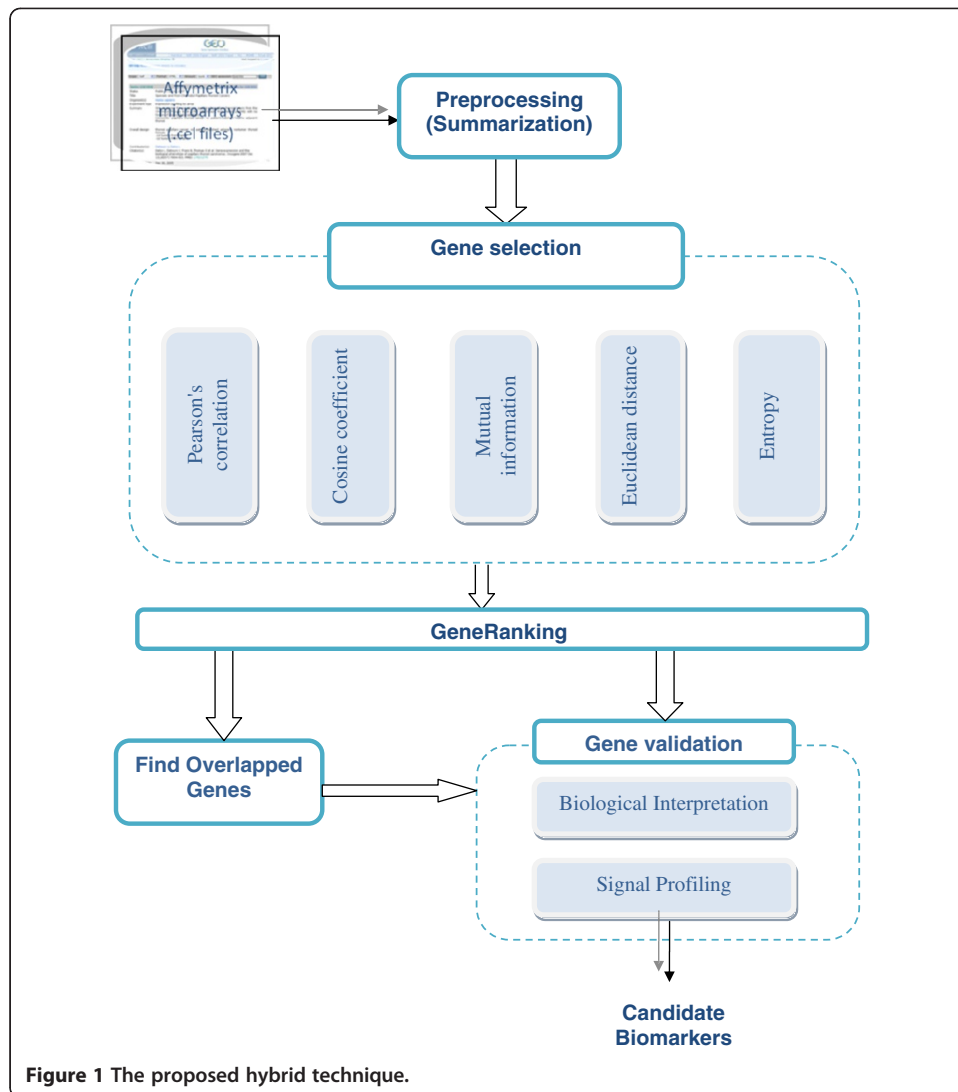 GEO
Affymetrix
microarrays
(.cel files)
Preprocessing
(Summarization)
Gene selection
Pearson's
correlation
Cosine coefficient
Mutual
information
Euclidean distance
Entropy
GeneRanking
Find Overlapped
Genes
Gene validation
Biological Interpretation
Signal Profiling
Candidate
Biomarkers
Figure 1 The proposed hybrid technique.